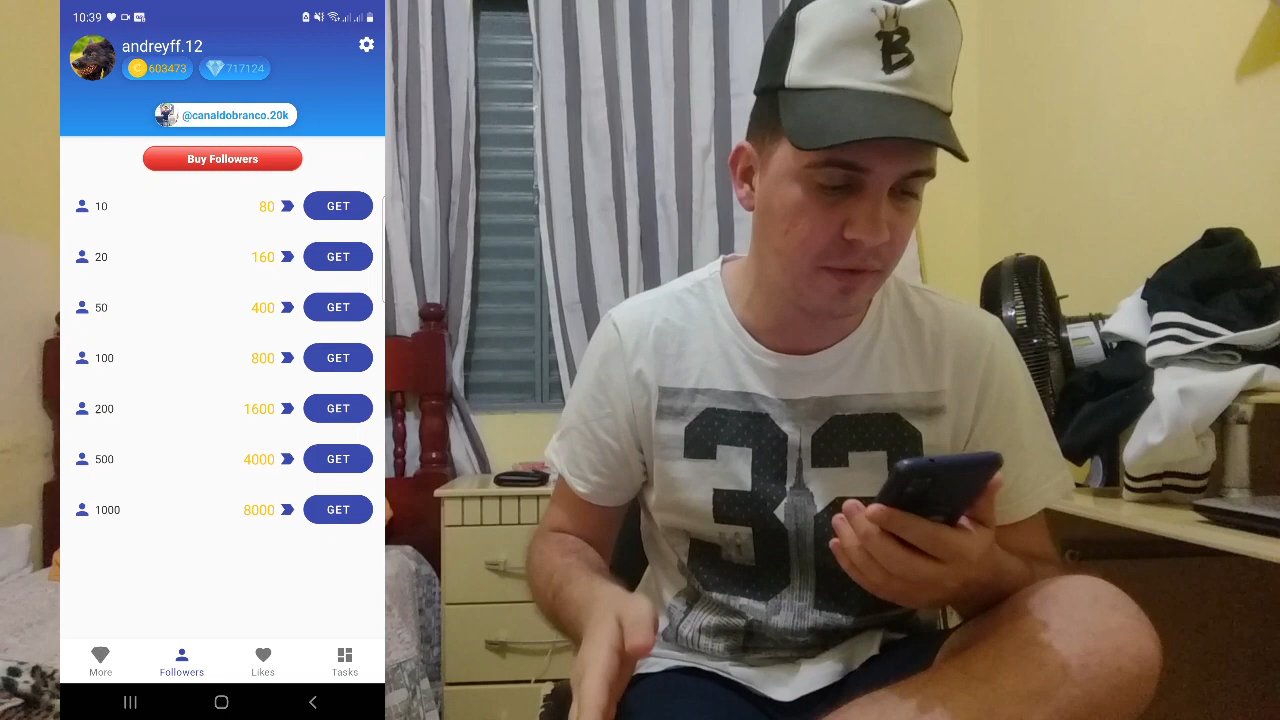 10:39
andreyff.12
C 603473 717124
@canaldobranco.20k
Buy Followers
10 80 GET
20 160 GET
50 400 GET
100 800 GET
200 1600 GET
500 4000 GET
1000 8000 GET
More Followers Likes Tasks
B
32